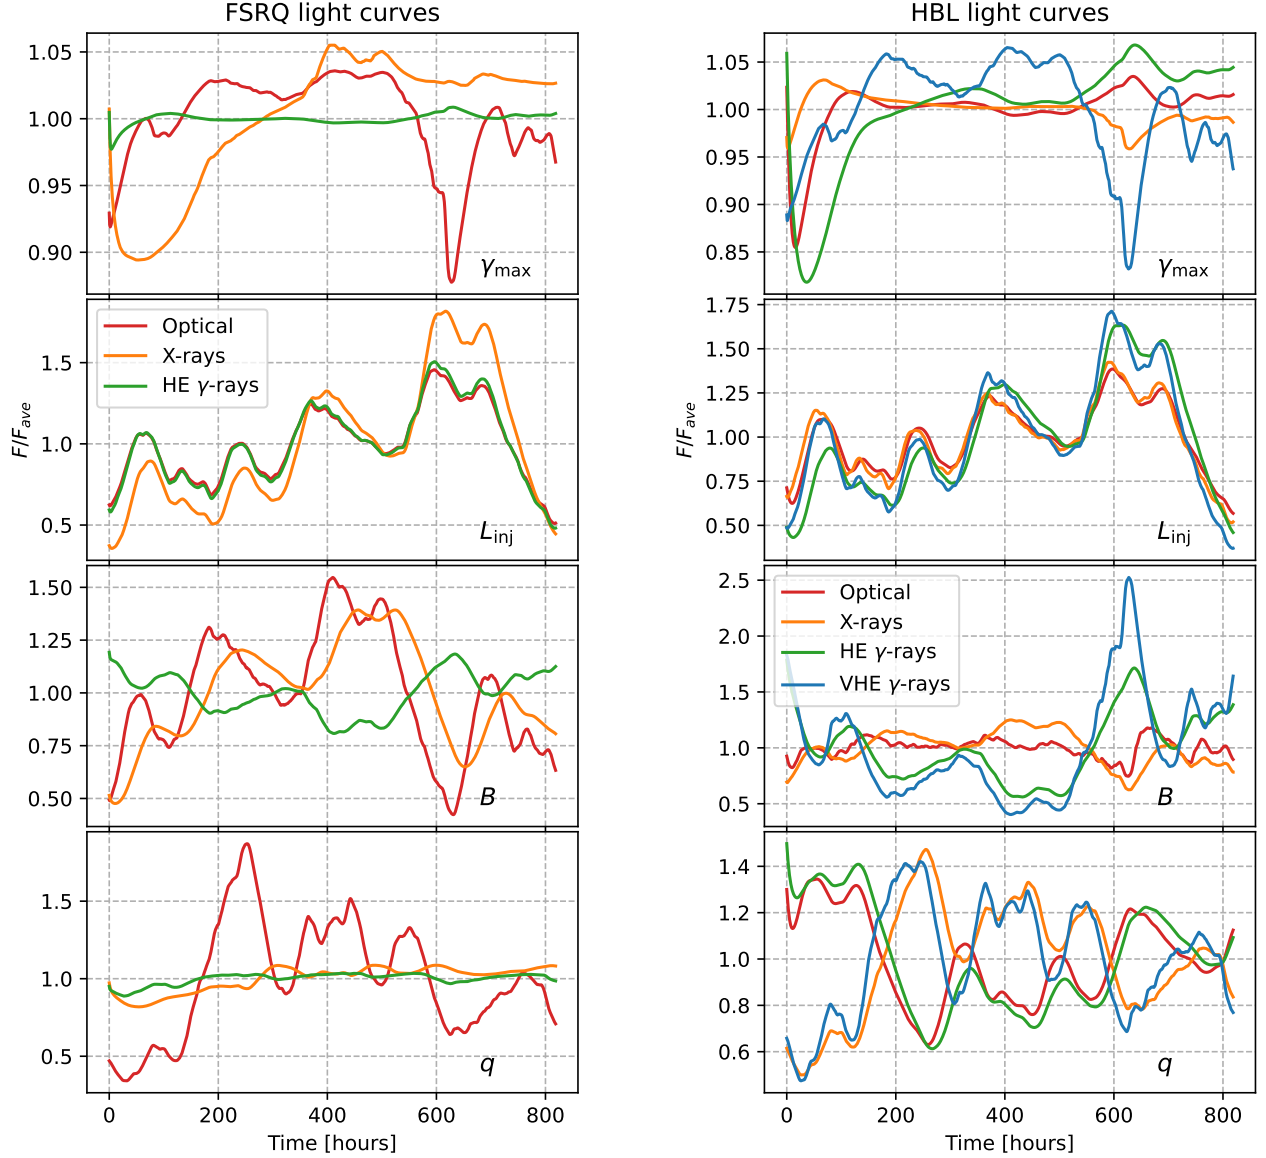 FSRQ light curves
1.05
1.00
0.95
0.90
γmax
Optical
X-rays
HE γ-rays
1.5
1.0
0.5
F/Fave
Linj
1.50
1.25
1.00
0.75
0.50
B
1.5
1.0
0.5
q
0 200 400 600 800
Time [hours]
HBL light curves
1.05
1.00
0.95
0.90
0.85
γmax
1.75
1.50
1.25
1.00
0.75
0.50
F/Fave
Linj
Optical
X-rays
HE γ-rays
VHE γ-rays
2.5
2.0
1.5
1.0
0.5
B
1.4
1.2
1.0
0.8
0.6
q
0 200 400 600 800
Time [hours]